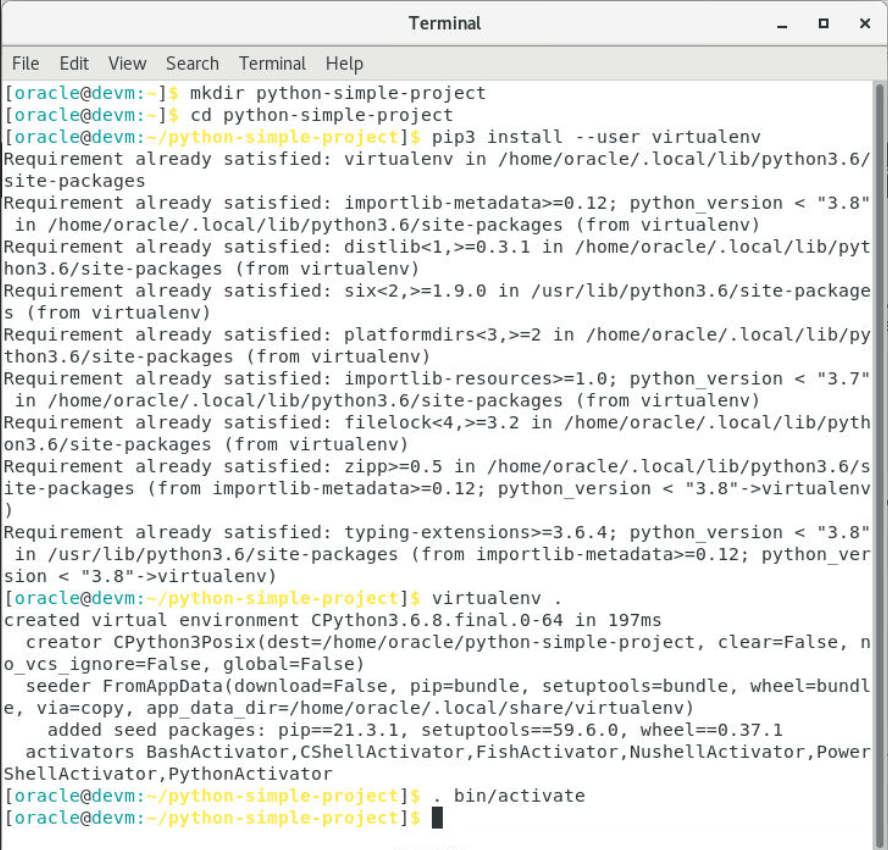 Terminal
File Edit View Search Terminal Help
[oracle@devm:~]$ mkdir python-simple-project
[oracle@devm:~]$ cd python-simple-project
[oracle@devm:~/python-simple-project]$ pip3 install --user virtualenv
Requirement already satisfied: virtualenv in /home/oracle/.local/lib/python3.6/
site-packages
Requirement already satisfied: importlib-metadata>=0.12; python_version < "3.8"
 in /home/oracle/.local/lib/python3.6/site-packages (from virtualenv)
Requirement already satisfied: distlib<1,>=0.3.1 in /home/oracle/.local/lib/pyt
hon3.6/site-packages (from virtualenv)
Requirement already satisfied: six<2,>=1.9.0 in /usr/lib/python3.6/site-package
s (from virtualenv)
Requirement already satisfied: platformdirs<3,>=2 in /home/oracle/.local/lib/py
thon3.6/site-packages (from virtualenv)
Requirement already satisfied: importlib-resources>=1.0; python_version < "3.7"
 in /home/oracle/.local/lib/python3.6/site-packages (from virtualenv)
Requirement already satisfied: filelock<4,>=3.2 in /home/oracle/.local/lib/pyth
on3.6/site-packages (from virtualenv)
Requirement already satisfied: zipp>=0.5 in /home/oracle/.local/lib/python3.6/s
ite-packages (from importlib-metadata>=0.12; python_version < "3.8"->virtualenv
)
Requirement already satisfied: typing-extensions>=3.6.4; python_version < "3.8"
 in /usr/lib/python3.6/site-packages (from importlib-metadata>=0.12; python_ver
sion < "3.8"->virtualenv)
[oracle@devm:~/python-simple-project]$ virtualenv .
created virtual environment CPython3.6.8.final.0-64 in 197ms
  creator CPython3Posix(dest=/home/oracle/python-simple-project, clear=False, n
o_vcs_ignore=False, global=False)
  seeder FromAppData(download=False, pip=bundle, setuptools=bundle, wheel=bundl
e, via=copy, app_data_dir=/home/oracle/.local/share/virtualenv)
    added seed packages: pip==21.3.1, setuptools==59.6.0, wheel==0.37.1
  activators BashActivator,CShellActivator,FishActivator,NushellActivator,Power
ShellActivator,PythonActivator
[oracle@devm:~/python-simple-project]$ . bin/activate
[oracle@devm:~/python-simple-project]$